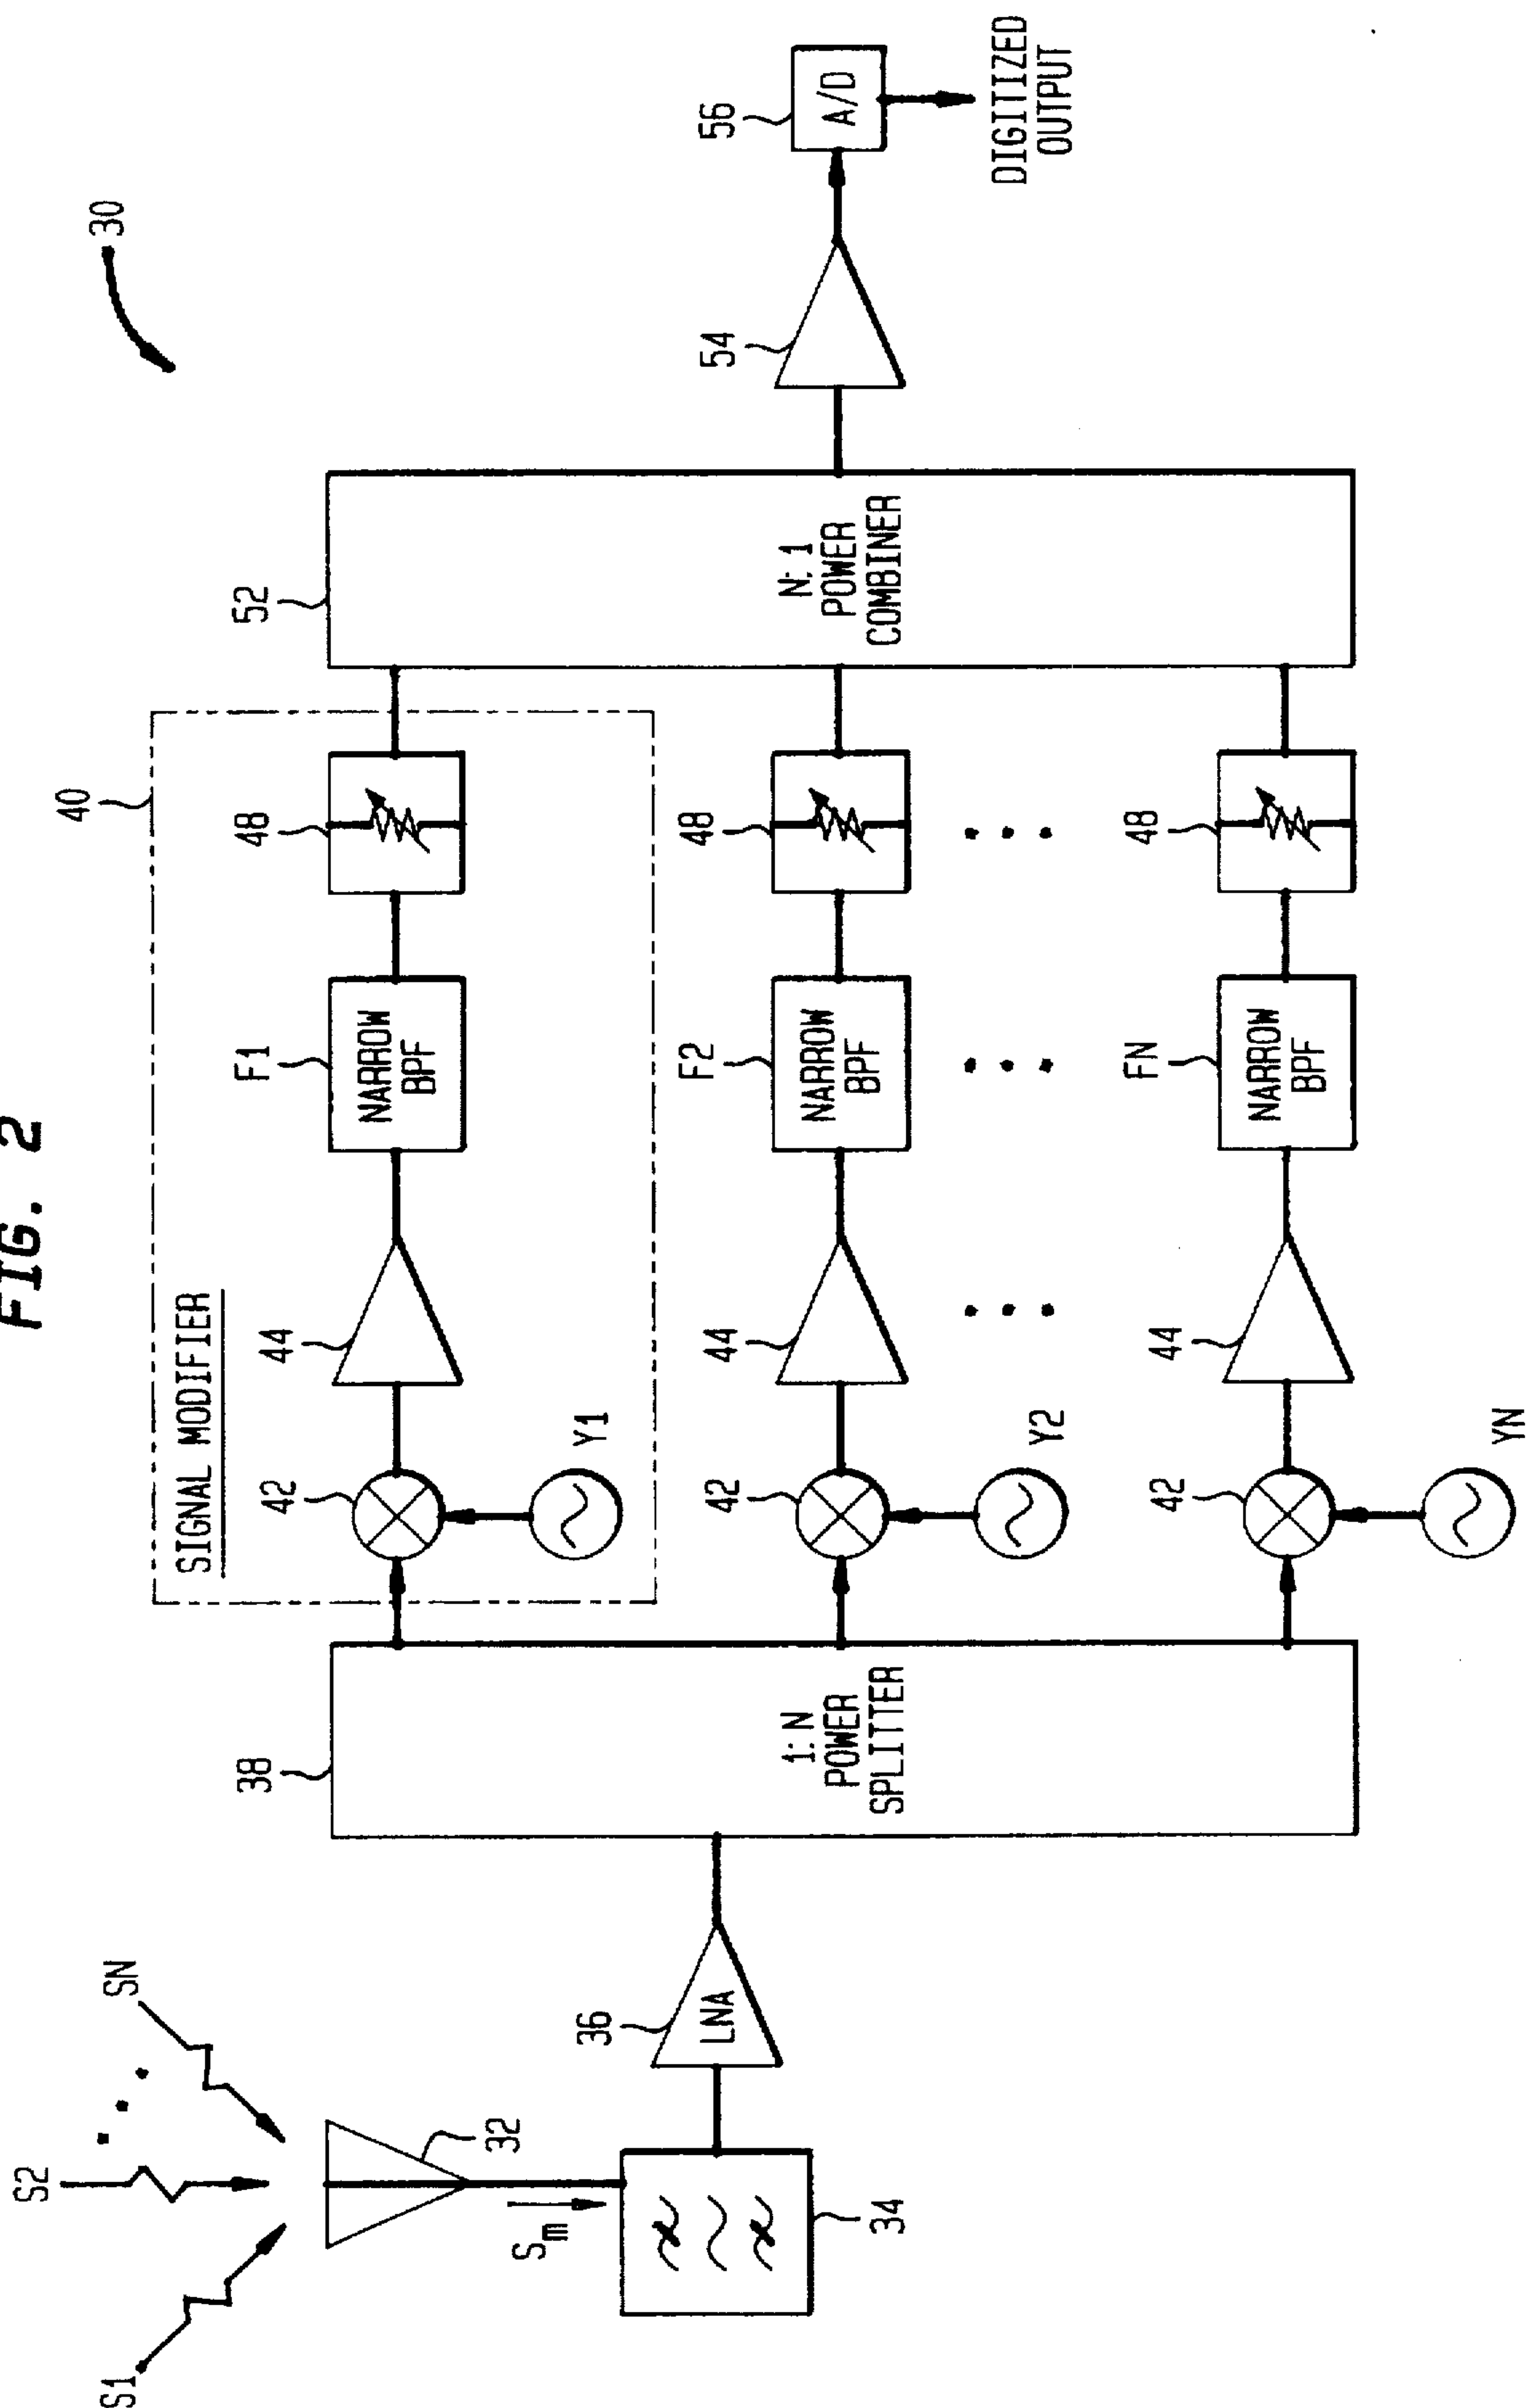 FIG. 2
30
S1
S2
SN
32
Sm
34
36
LNA
38
1:N
POWER
SPLITTER
40
SIGNAL MODIFIER
42
Y1
44
F1
NARROW
BPF
48
42
Y2
44
F2
NARROW
BPF
48
42
YN
44
FN
NARROW
BPF
48
52
N:1
POWER
COMBINER
54
56
A/D
DIGITIZED
OUTPUT